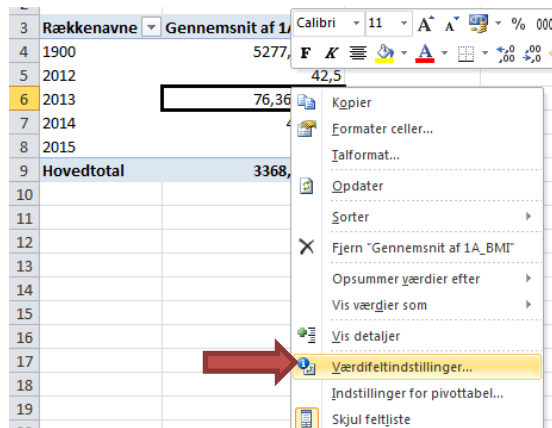 Calibri 11 A A % 000
F K A ,00 ,00
3 Rækkenavne Gennemsnit af 1A
4 1900 5277,
5 2012 42,5
6 2013 76,36
7 2014 4
8 2015
9 Hovedtotal 3368,
10
11
12
13
14
15
16
17
18
19
Kopier
Formater celler...
Talformat...
Opdater
Sorter
Fjern "Gennemsnit af 1A_BMI"
Opsummer værdier efter
Vis værdier som
Vis detaljer
Værdifeltindstillinger...
Indstillinger for pivottabel...
Skjul feltliste